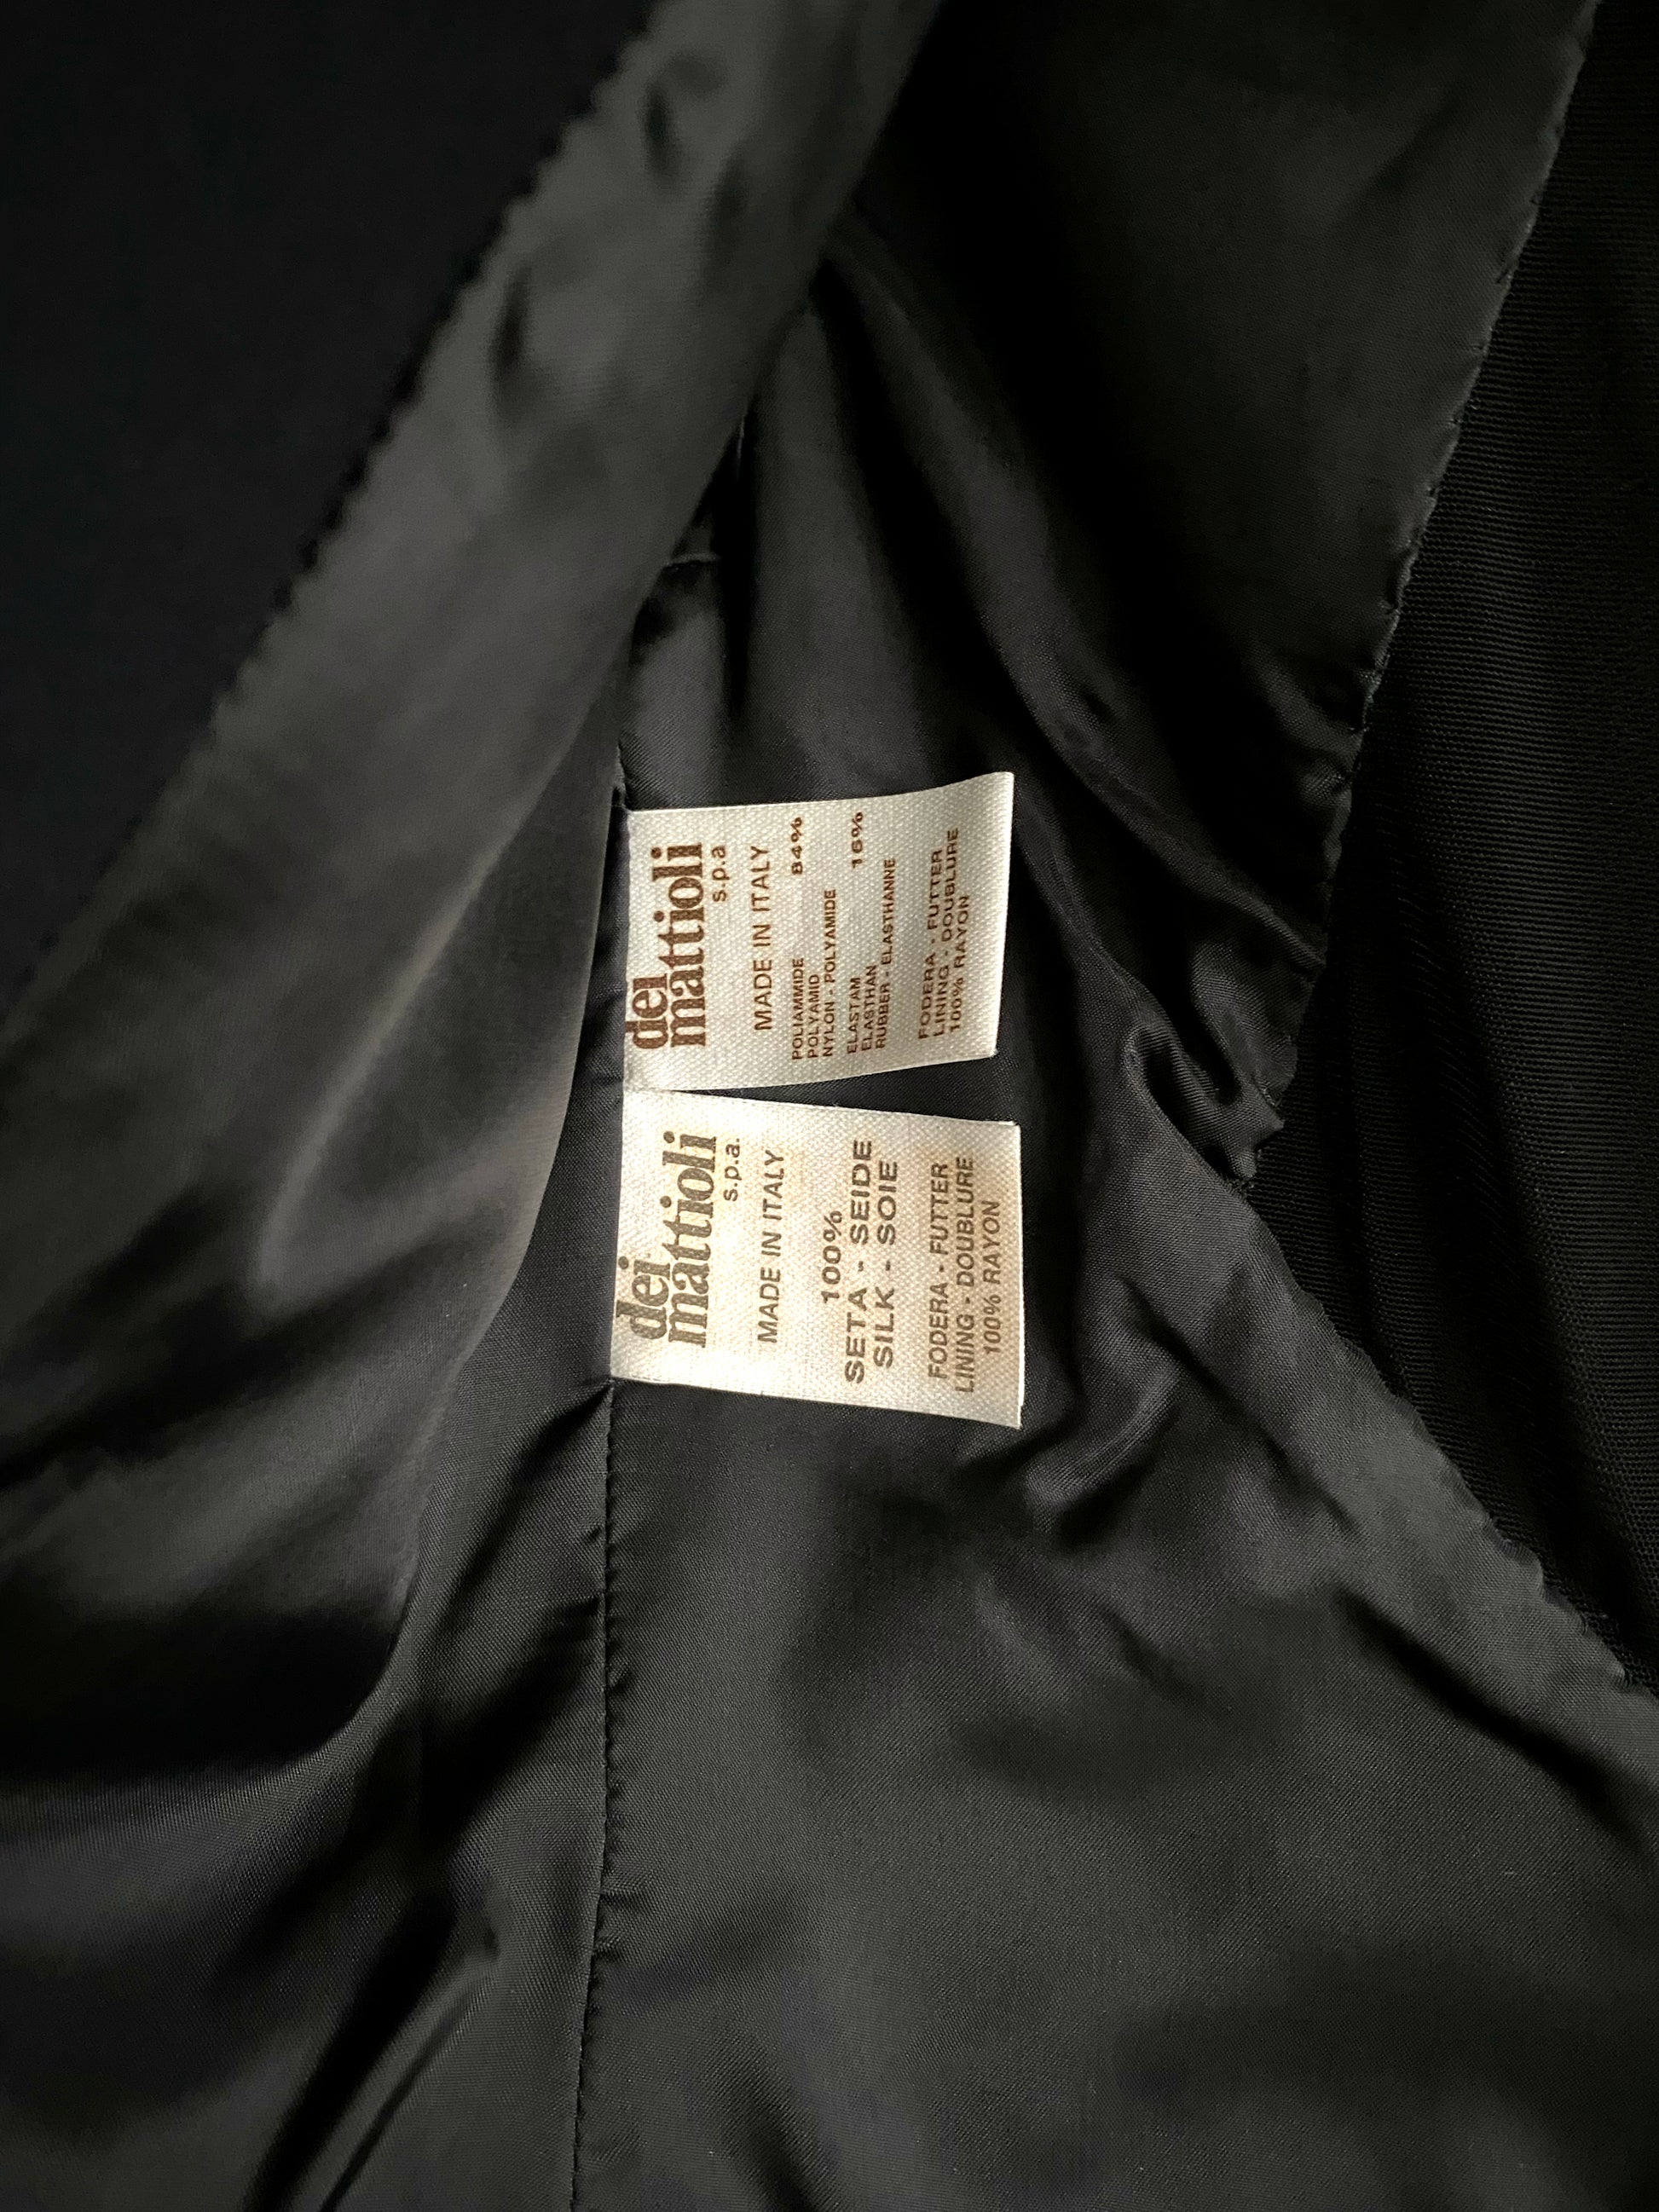 dei
mattioli
s.p.a
MADE IN ITALY
POLIAMMIDE 84%
POLYAMID
NYLON - POLYAMIDE
ELASTAM 16%
ELASTHAN
RUBBER - ELASTHANNE
FODERA - FUTTER
LINING - DOUBLURE
100% RAYON
dei
mattioli
s.p.a.
MADE IN ITALY
100%
SETA - SEIDE
SILK - SOIE
FODERA - FUTTER
LINING - DOUBLURE
100% RAYON